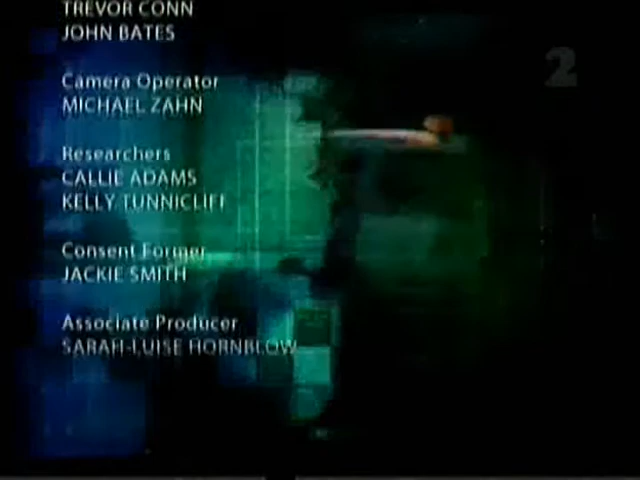 TREVOR CONN
JOHN BATES
2
Camera Operator
MICHAEL ZAHN
Researchers
CALLIE ADAMS
KELLY TUNNICLIFF
Consent Former
JACKIE SMITH
Associate Producer
SARAH-LUISE HORNBLOW